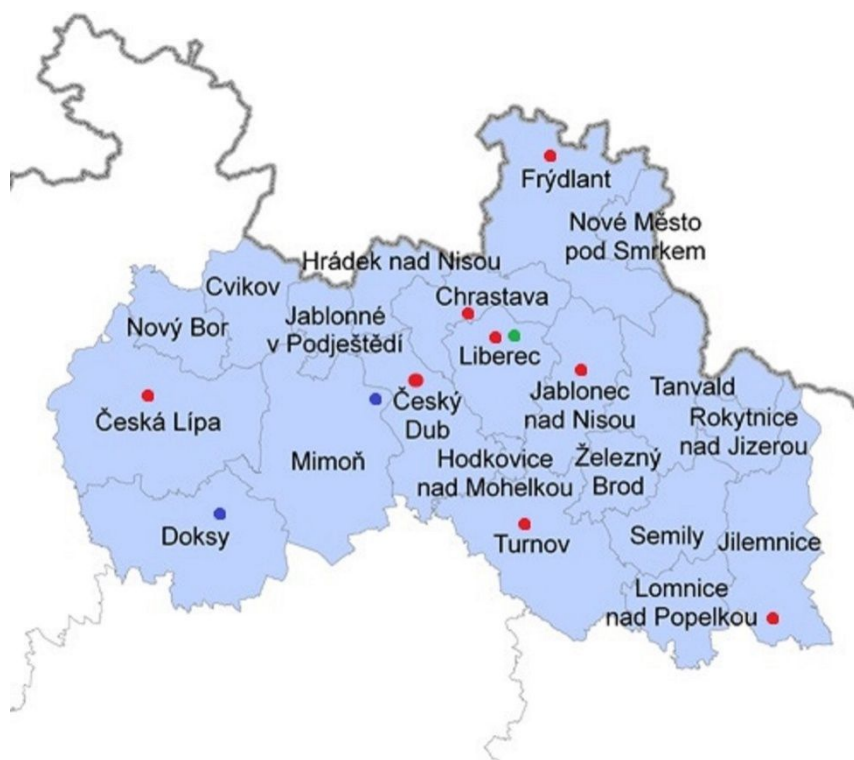 Frýdlant
Nové Město
pod Smrkem
Hrádek nad Nisou
Cvikov
Chrastava
Nový Bor
Jablonné
v Podještědí
Liberec
Česká Lípa
Český
Dub
Jablonec
nad Nisou
Tanvald
Rokytnice
nad Jizerou
Mimoň
Hodkovice
nad Mohelkou
Železný
Brod
Doksy
Turnov
Semily
Jilemnice
Lomnice
nad Popelkou